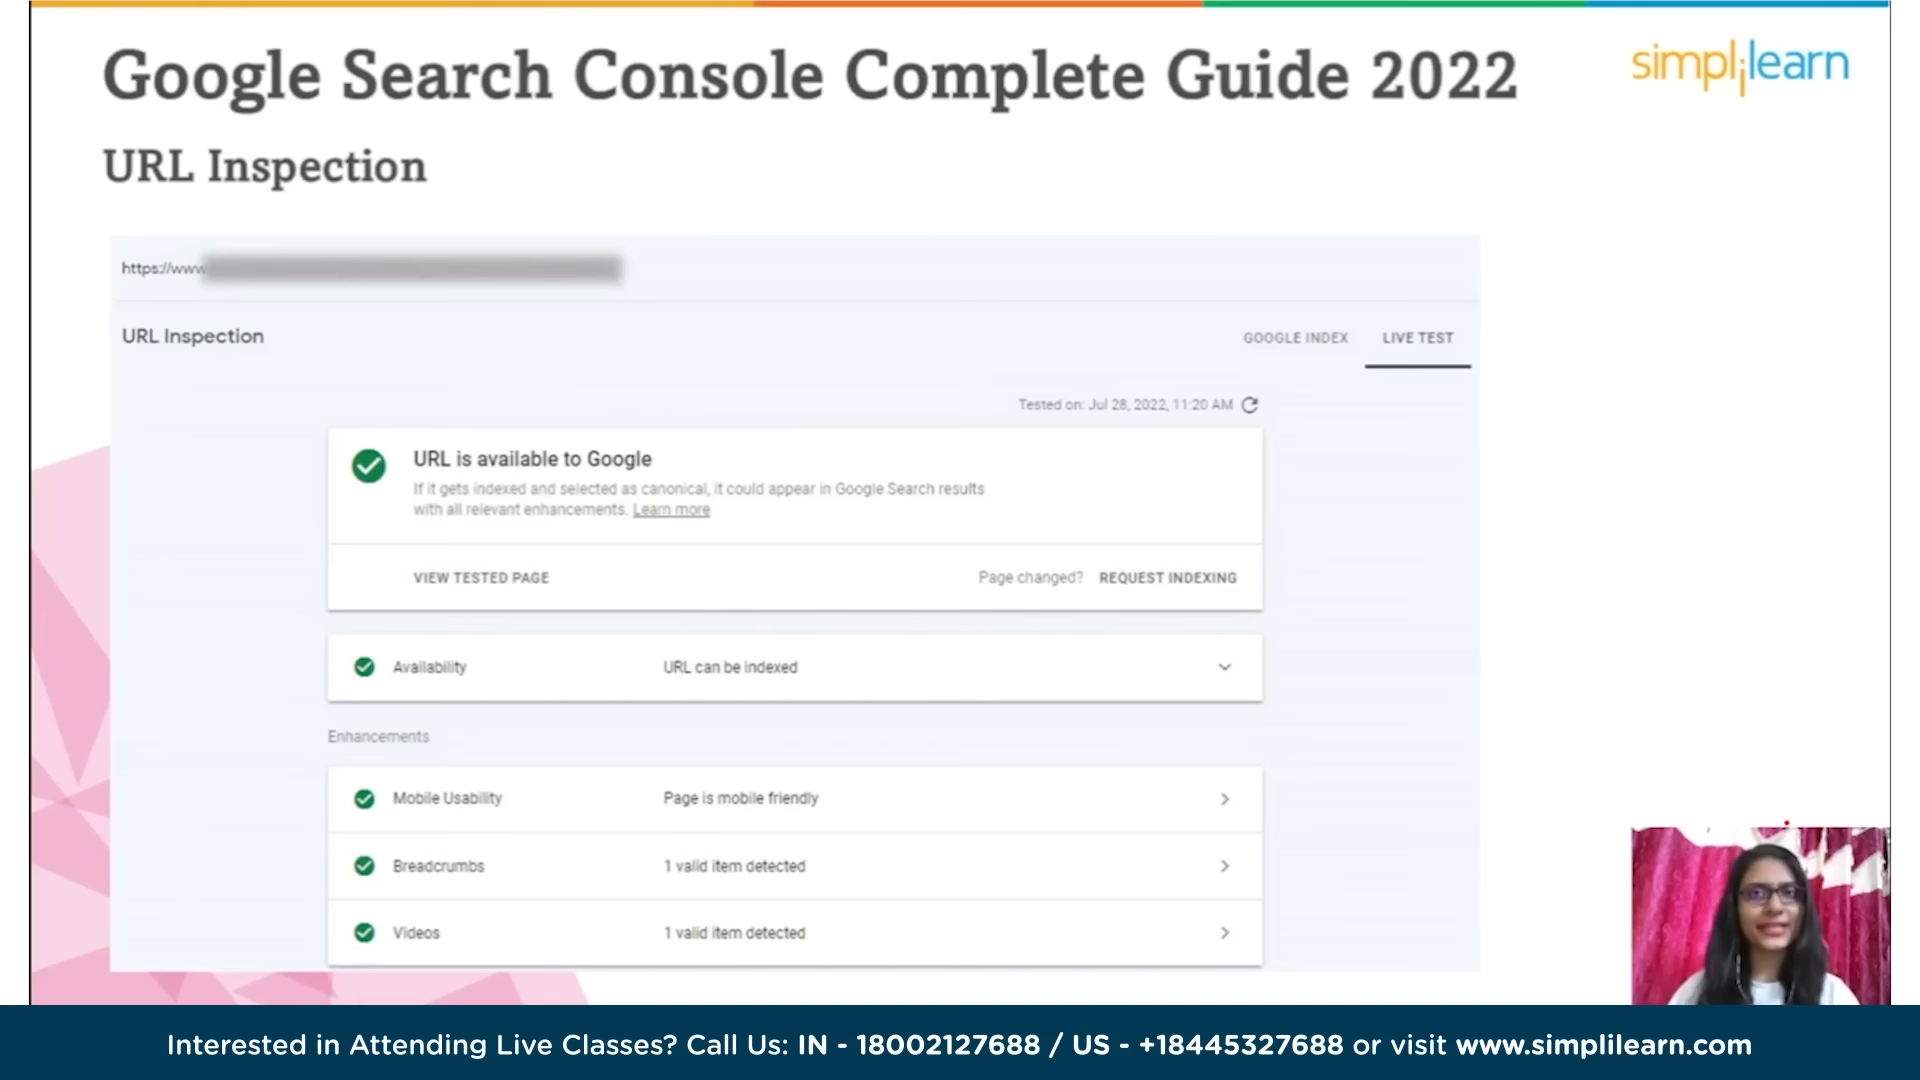 Google Search Console Complete Guide 2022
simplilearn
URL Inspection
https://www
URL Inspection
GOOGLE INDEX
LIVE TEST
Tested on: Jul 28, 2022, 11:20 AM
URL is available to Google
If it gets indexed and selected as canonical, it could appear in Google Search results
with all relevant enhancements. Learn more
VIEW TESTED PAGE
Page changed? REQUEST INDEXING
Availability
URL can be indexed
Enhancements
Mobile Usability
Page is mobile friendly
Breadcrumbs
1 valid item detected
Videos
1 valid item detected
Interested in Attending Live Classes? Call Us: IN - 18002127688 / US - +18445327688 or visit www.simplilearn.com